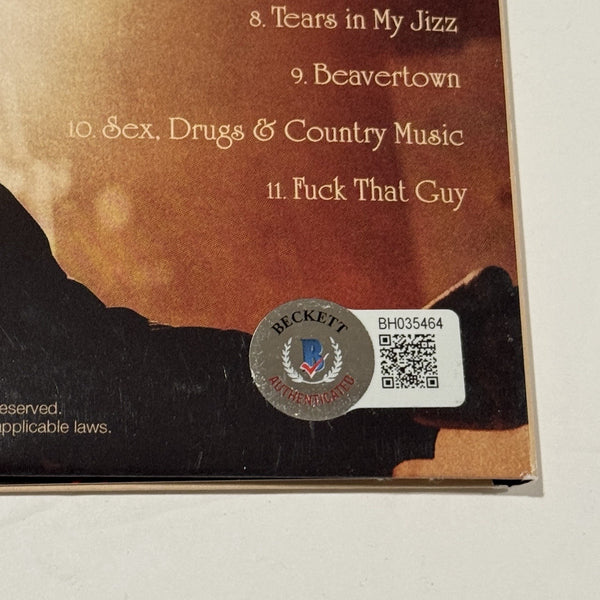 8. Tears in My Jizz
9. Beavertown
10. Sex, Drugs & Country Music
11. Fuck That Guy
BECKETT
B
AUTHENTICATED
BH035464
eserved.
applicable laws.